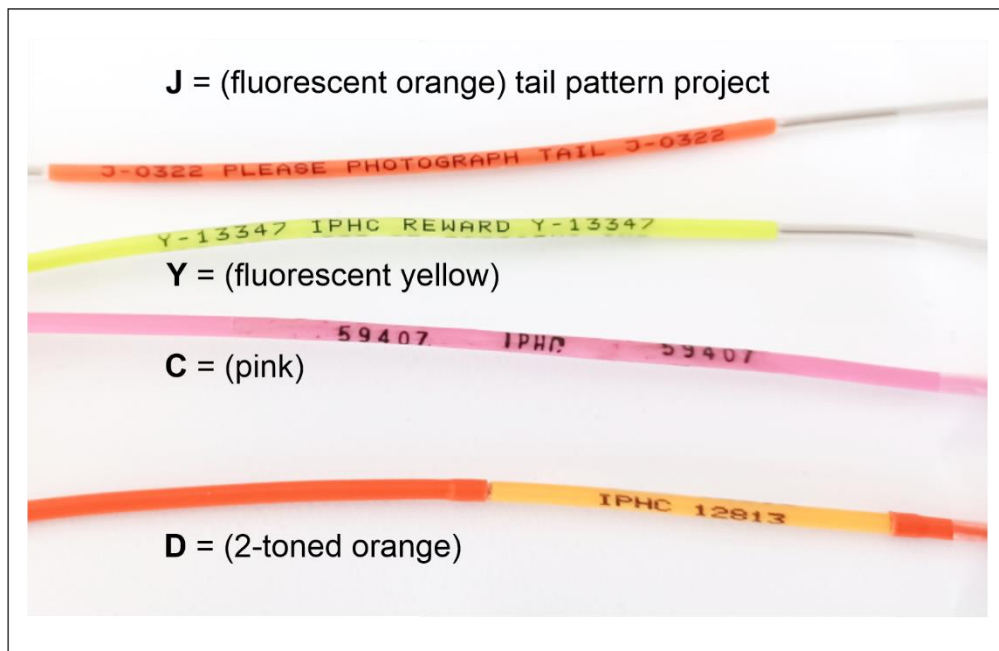 J = (fluorescent orange) tail pattern project
J-0322 PLEASE PHOTOGRAPH TAIL J-0322
Y-13347 IPHC REWARD Y-13347
Y = (fluorescent yellow)
59407 IPHC 59407
C = (pink)
IPHC 12813
D = (2-toned orange)